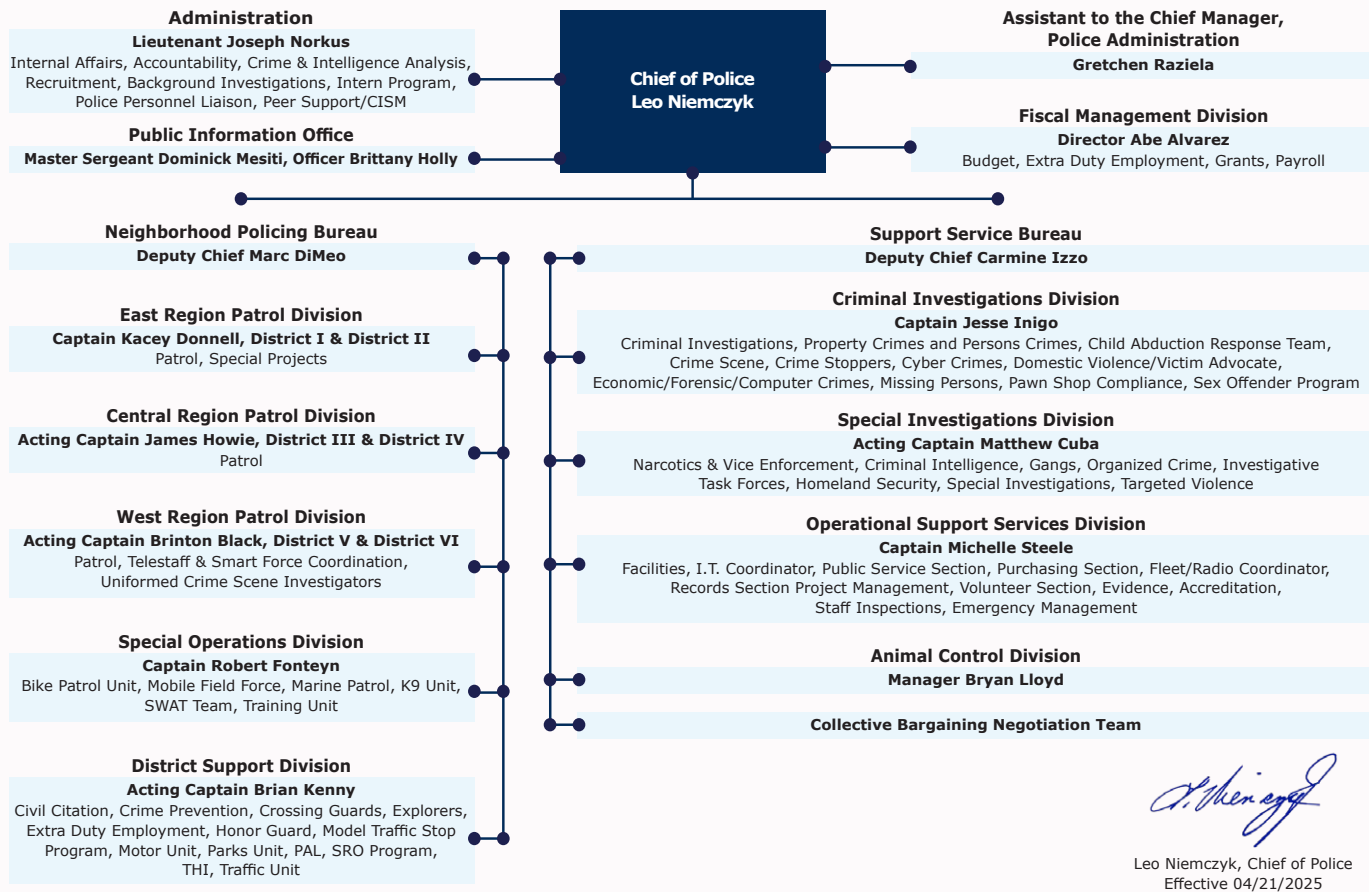 Administration
Lieutenant Joseph Norkus
Internal Affairs, Accountability, Crime & Intelligence Analysis,
Recruitment, Background Investigations, Intern Program,
Police Personnel Liaison, Peer Support/CISM
Public Information Office
Master Sergeant Dominick Mesiti, Officer Brittany Holly
Chief of Police
Leo Niemczyk
Assistant to the Chief Manager,
Police Administration
Gretchen Raziela
Fiscal Management Division
Director Abe Alvarez
Budget, Extra Duty Employment, Grants, Payroll
Neighborhood Policing Bureau
Deputy Chief Marc DiMeo
East Region Patrol Division
Captain Kacey Donnell, District I & District II
Patrol, Special Projects
Central Region Patrol Division
Acting Captain James Howie, District III & District IV
Patrol
West Region Patrol Division
Acting Captain Brinton Black, District V & District VI
Patrol, Telestaff & Smart Force Coordination,
Uniformed Crime Scene Investigators
Special Operations Division
Captain Robert Fonteyn
Bike Patrol Unit, Mobile Field Force, Marine Patrol, K9 Unit,
SWAT Team, Training Unit
District Support Division
Acting Captain Brian Kenny
Civil Citation, Crime Prevention, Crossing Guards, Explorers,
Extra Duty Employment, Honor Guard, Model Traffic Stop
Program, Motor Unit, Parks Unit, PAL, SRO Program,
THI, Traffic Unit
Support Service Bureau
Deputy Chief Carmine Izzo
Criminal Investigations Division
Captain Jesse Inigo
Criminal Investigations, Property Crimes and Persons Crimes, Child Abduction Response Team,
Crime Scene, Crime Stoppers, Cyber Crimes, Domestic Violence/Victim Advocate,
Economic/Forensic/Computer Crimes, Missing Persons, Pawn Shop Compliance, Sex Offender Program
Special Investigations Division
Acting Captain Matthew Cuba
Narcotics & Vice Enforcement, Criminal Intelligence, Gangs, Organized Crime, Investigative
Task Forces, Homeland Security, Special Investigations, Targeted Violence
Operational Support Services Division
Captain Michelle Steele
Facilities, I.T. Coordinator, Public Service Section, Purchasing Section, Fleet/Radio Coordinator,
Records Section Project Management, Volunteer Section, Evidence, Accreditation,
Staff Inspections, Emergency Management
Animal Control Division
Manager Bryan Lloyd
Collective Bargaining Negotiation Team
Leo Niemczyk, Chief of Police
Effective 04/21/2025